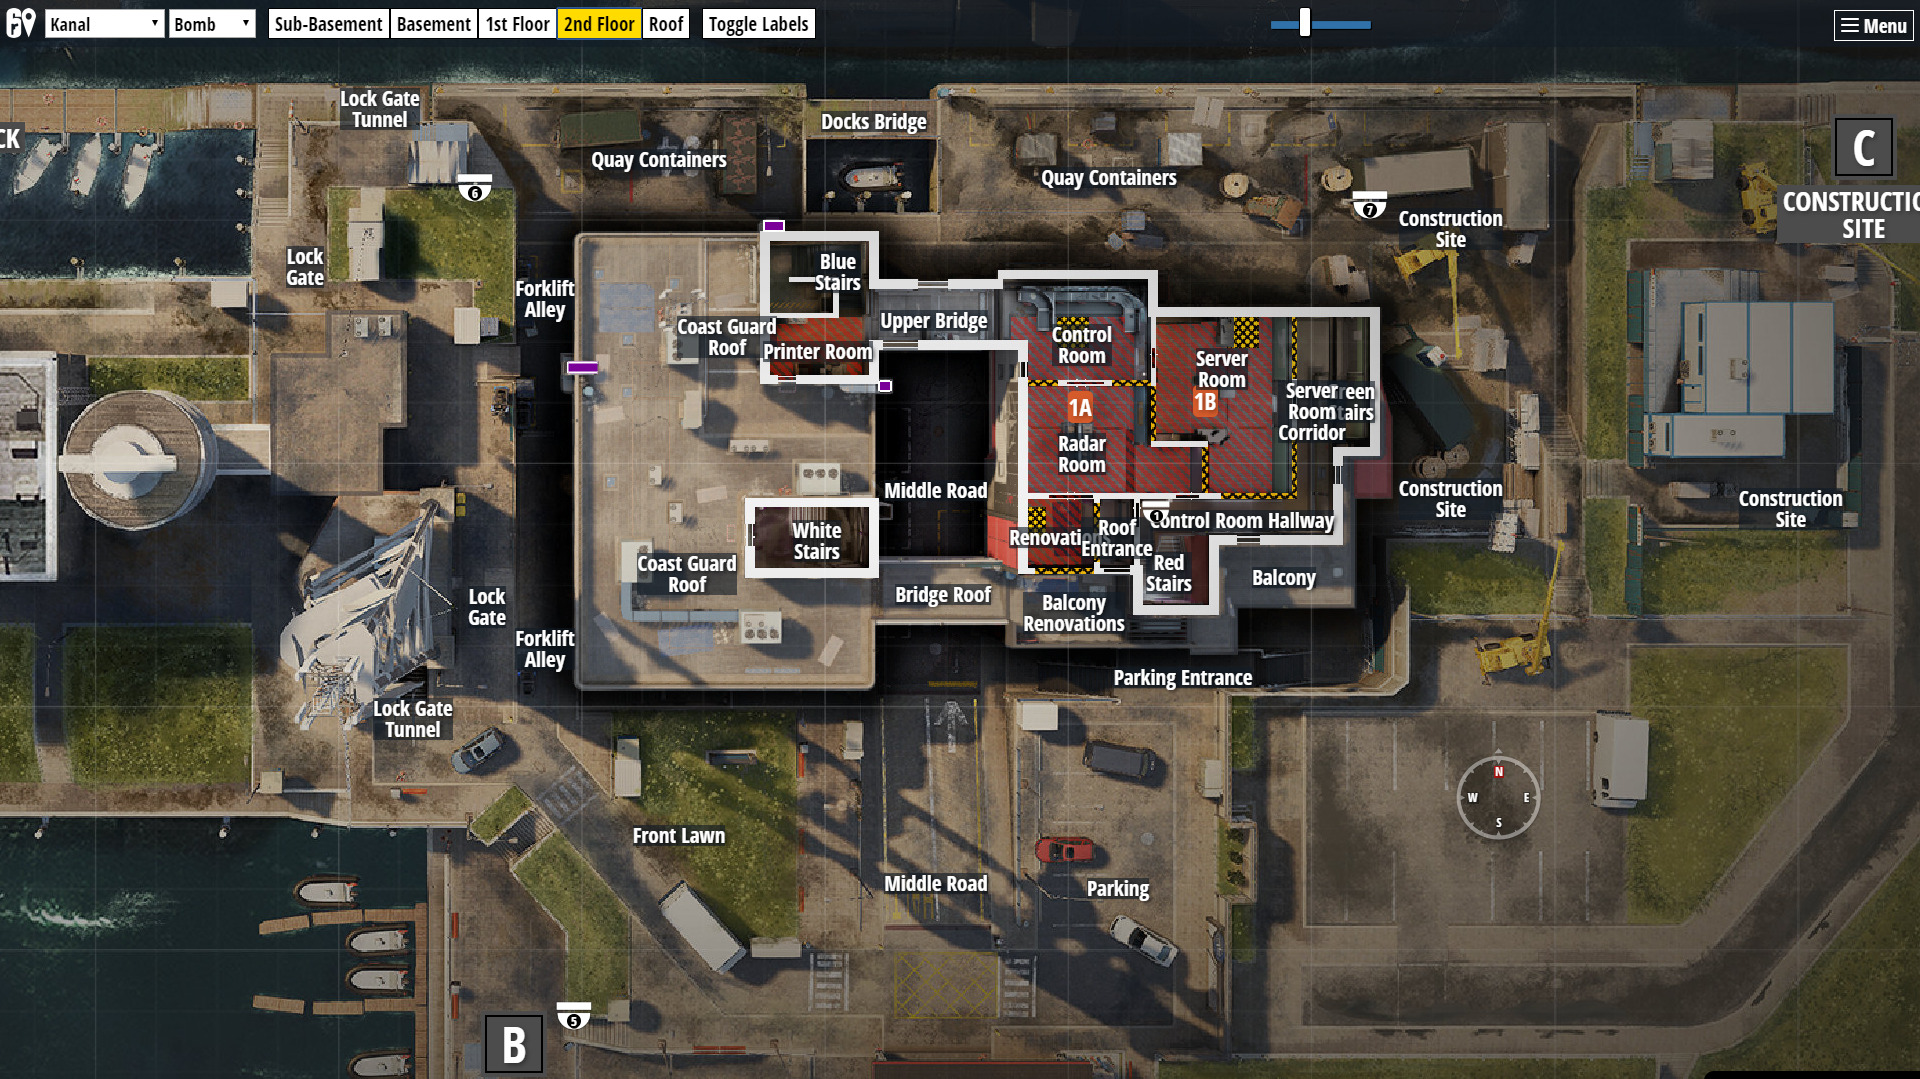 Kanal
Bomb
Sub-Basement
Basement
1st Floor
2nd Floor
Roof
Toggle Labels
Menu
CK
Lock Gate
Tunnel
6
Quay Containers
Docks Bridge
Quay Containers
7
Construction
Site
C
CONSTRUCTIO
SITE
Lock
Gate
Forklift
Alley
Blue
Stairs
Coast Guard
Roof
Printer Room
Upper Bridge
Control
Room
Server
Room
1A
1B
Server
Room
Corridor
een
airs
Radar
Room
Middle Road
White
Stairs
Renovati
Roof
Entrance
1
ontrol Room Hallway
Red
Stairs
Balcony
Construction
Site
Construction
Site
Coast Guard
Roof
Bridge Roof
Balcony
Renovations
Lock
Gate
Forklift
Alley
Parking Entrance
Lock Gate
Tunnel
N
W
E
S
Front Lawn
Middle Road
Parking
5
B